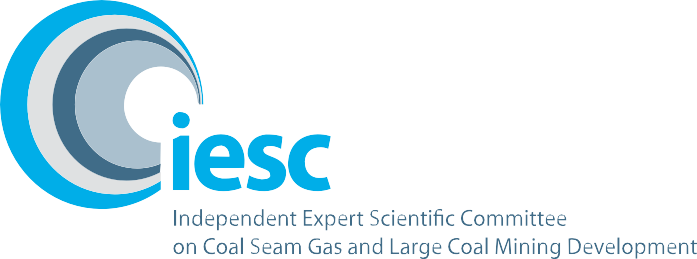 iesc
Independent Expert Scientific Committee
on Coal Seam Gas and Large Coal Mining Development